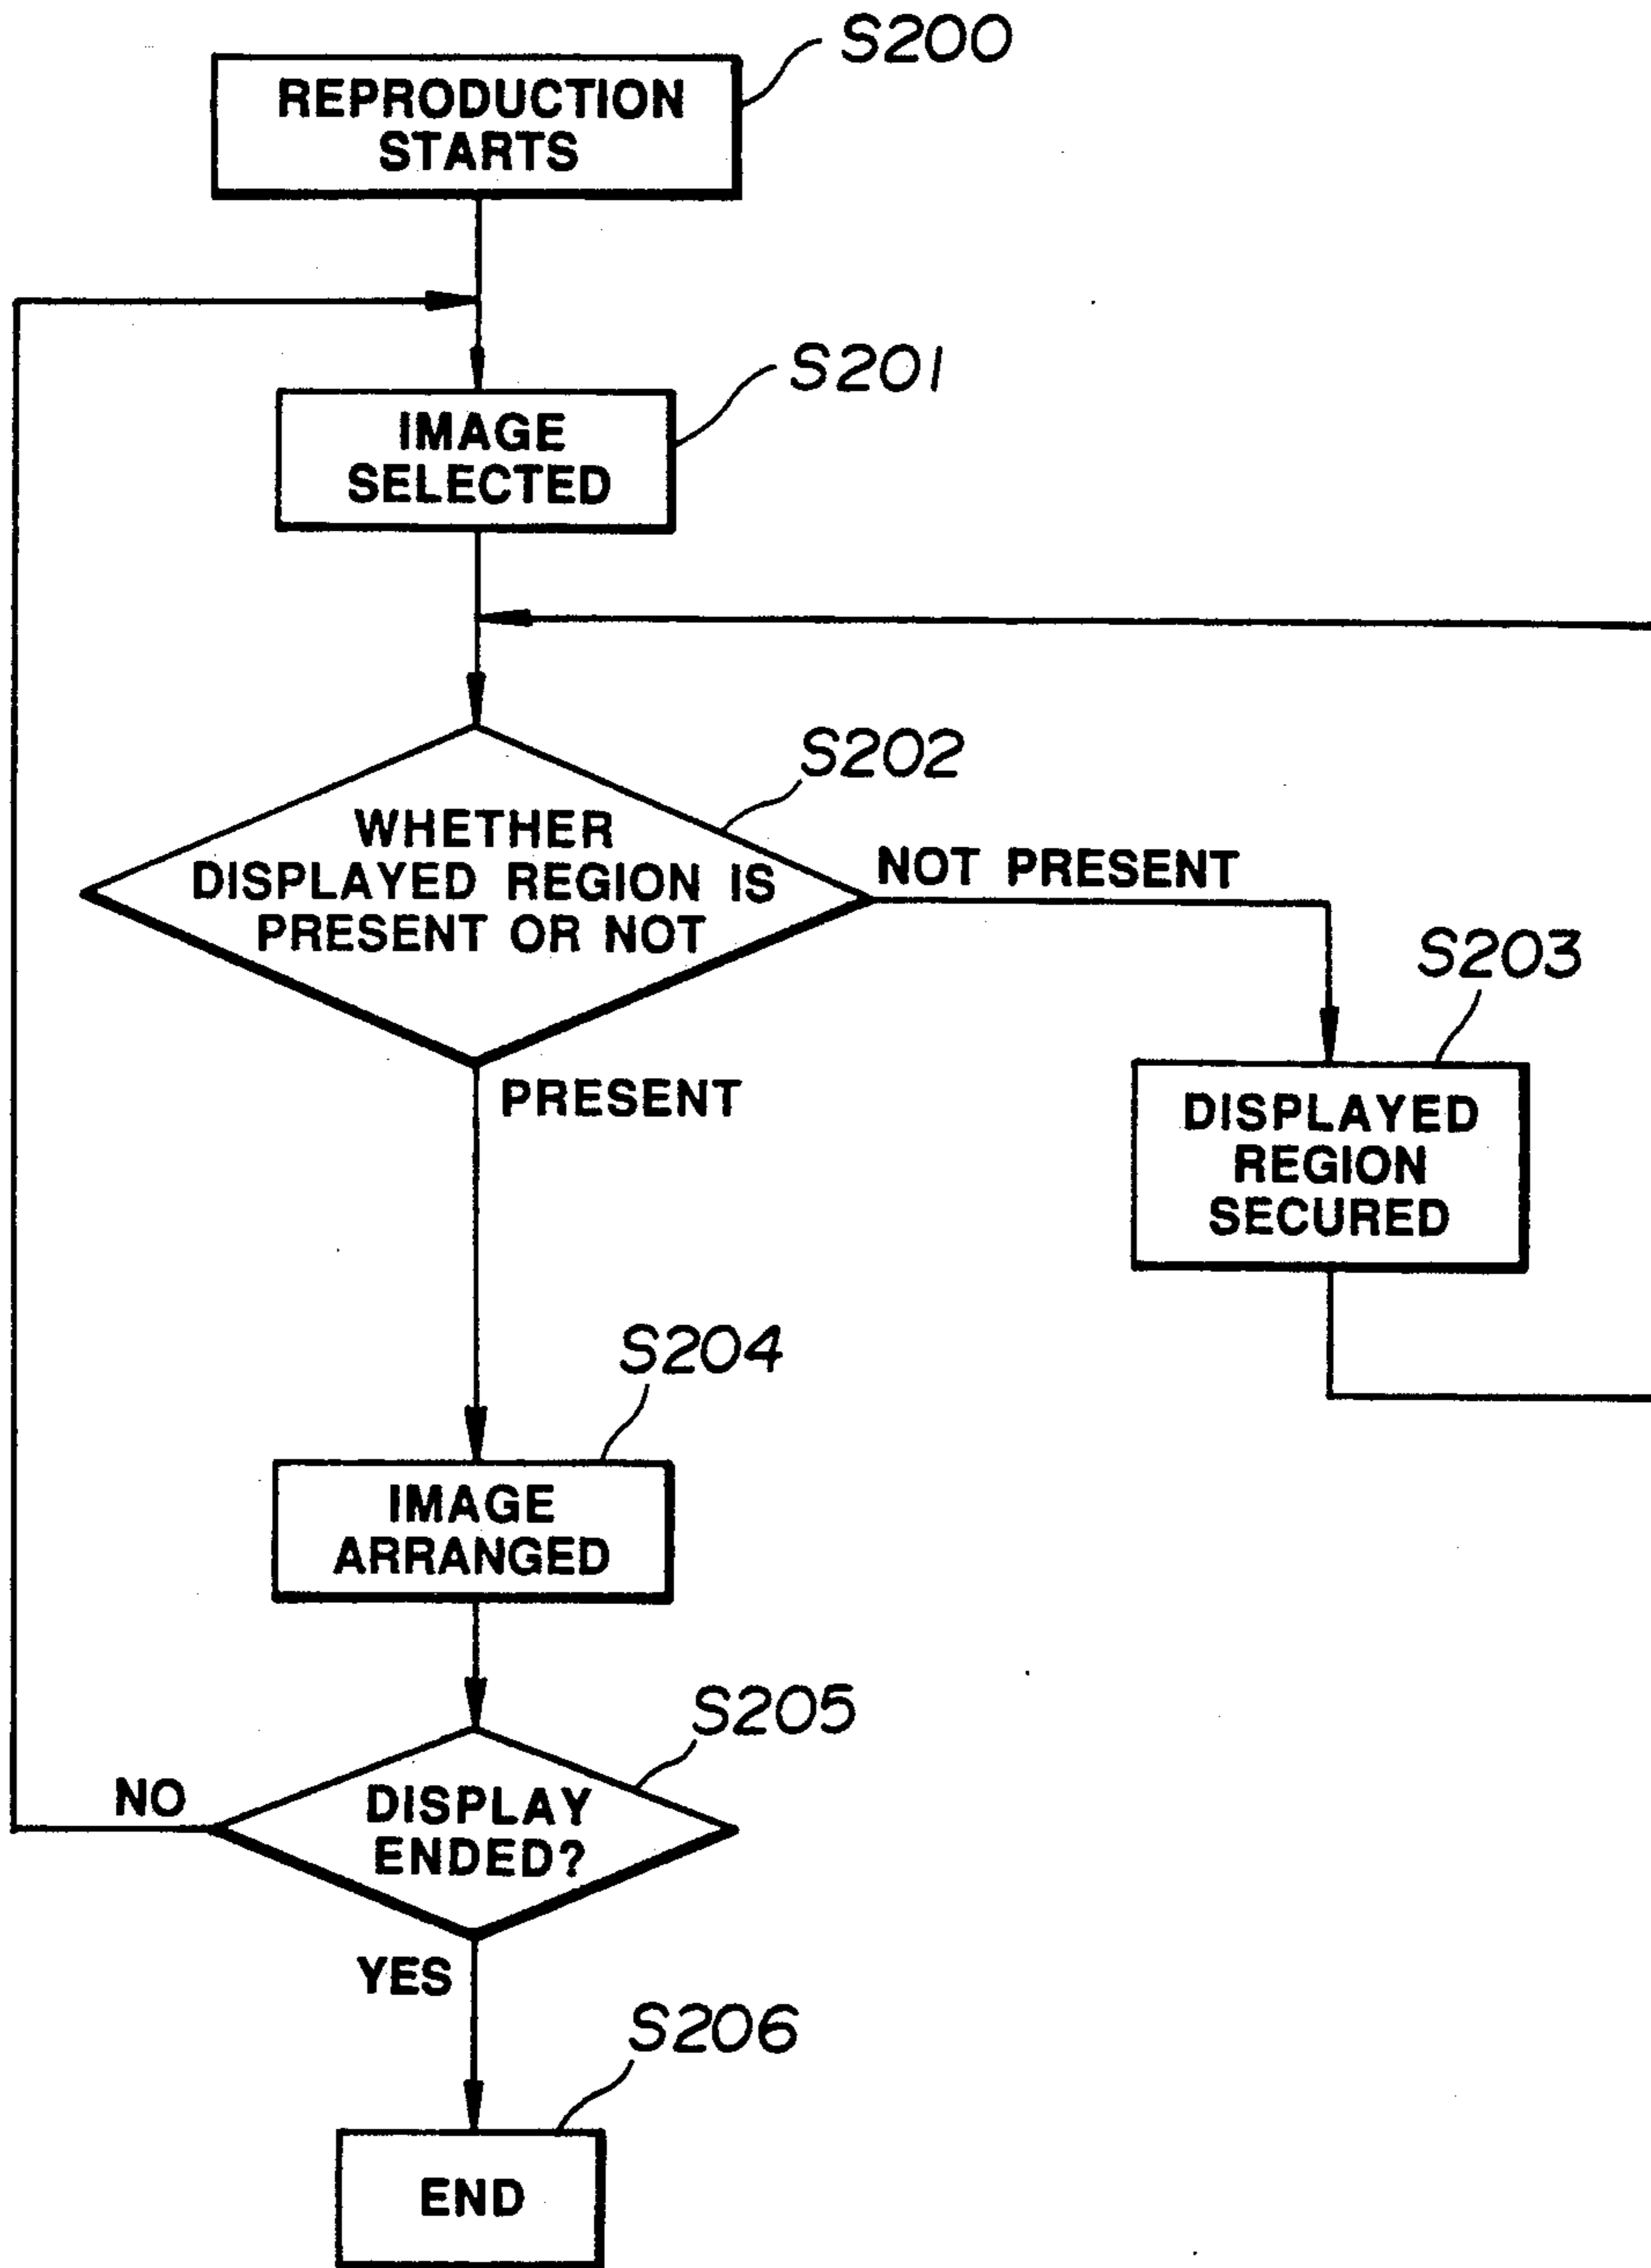 S200
REPRODUCTION
STARTS
S201
IMAGE
SELECTED
S202
WHETHER
DISPLAYED REGION IS
PRESENT OR NOT
NOT PRESENT
S203
DISPLAYED
REGION
SECURED
PRESENT
S204
IMAGE
ARRANGED
S205
NO
DISPLAY
ENDED?
YES
S206
END